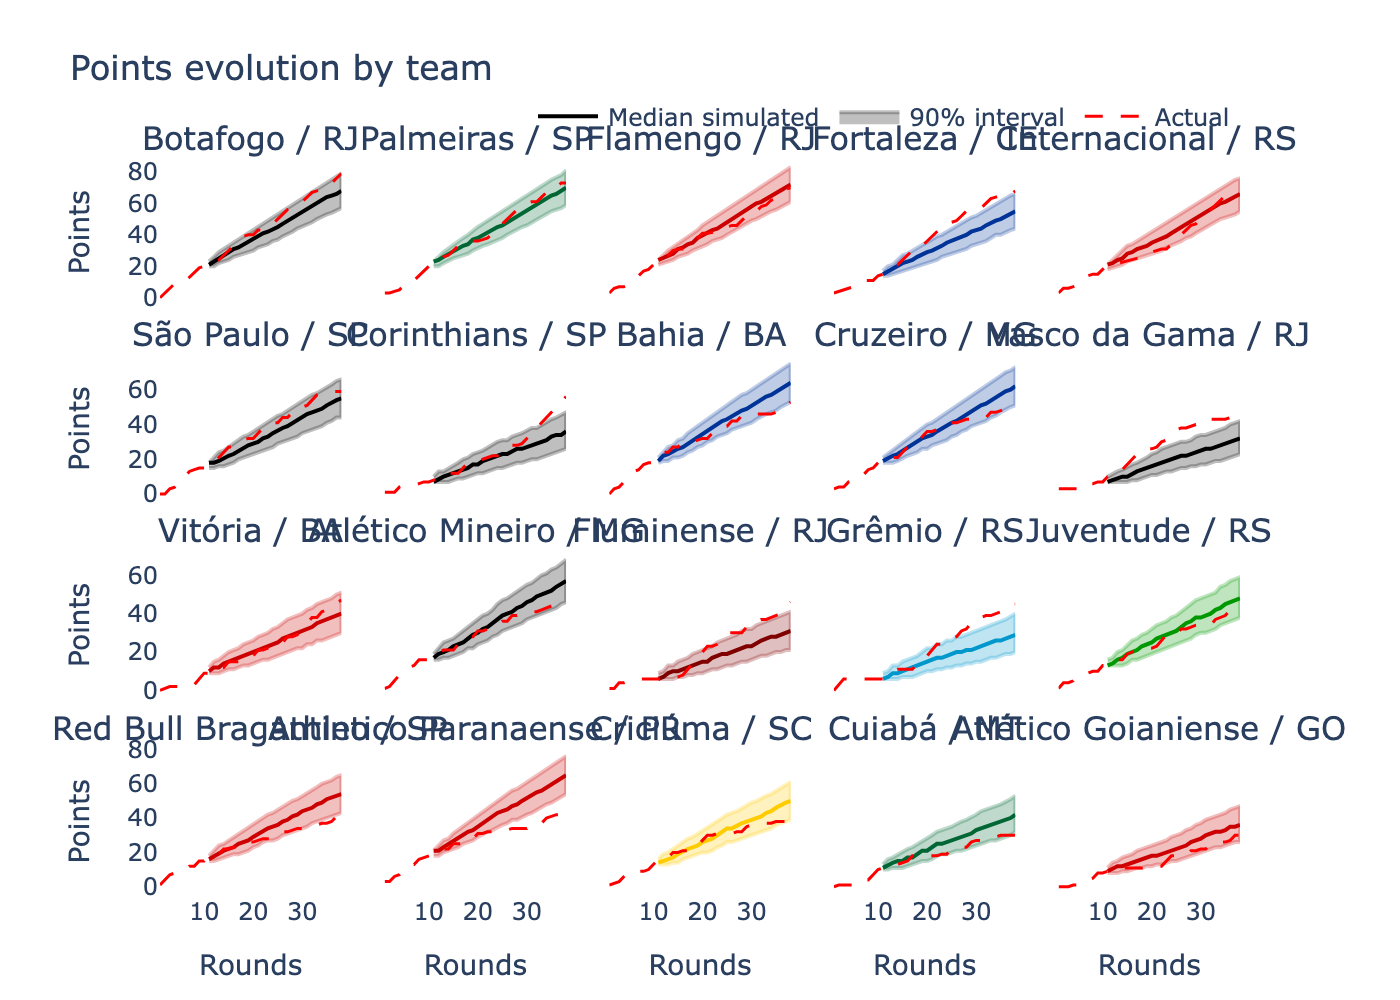 Points evolution by team
Median simulated 90% interval Actual
Botafogo / RJ Palmeiras / SP Flamengo / RJ Fortaleza / CE Internacional / RS
80
60
40
20
0
Points
São Paulo / SP Corinthians / SP Bahia / BA Cruzeiro / MG Vasco da Gama / RJ
60
40
20
0
Points
Vitória / BA Atlético Mineiro / MG Fluminense / RJ Grêmio / RS Juventude / RS
60
40
20
0
Points
Red Bull Bragantino / SP Athletico Paranaense / PR Criciúma / SC Cuiabá / MT Atlético Goianiense / GO
80
60
40
20
0
Points
10 20 30 10 20 30 10 20 30 10 20 30 10 20 30
Rounds Rounds Rounds Rounds Rounds